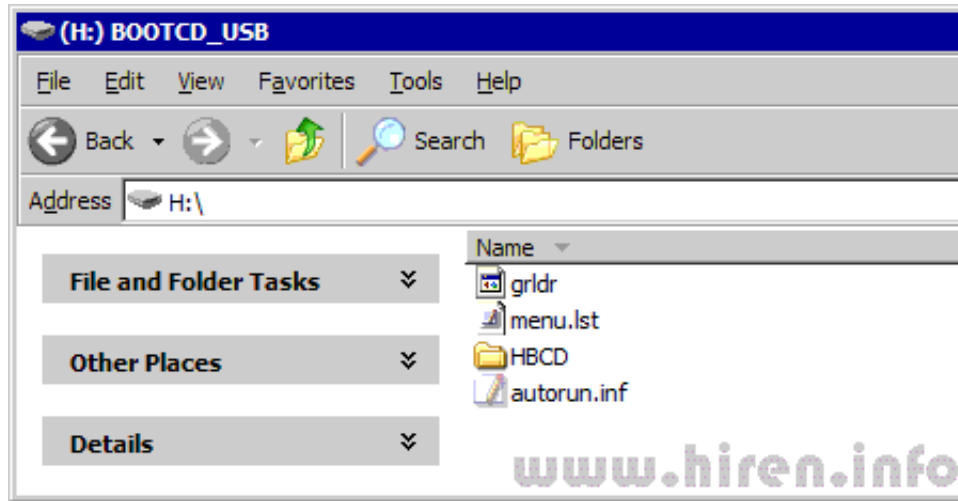 (H:) BOOTCD_USB
File Edit View Favorites Tools Help
Back Search Folders
Address H:\
Name
File and Folder Tasks
grldr
menu.lst
Other Places
HBCD
autorun.inf
Details
www.hiren.info